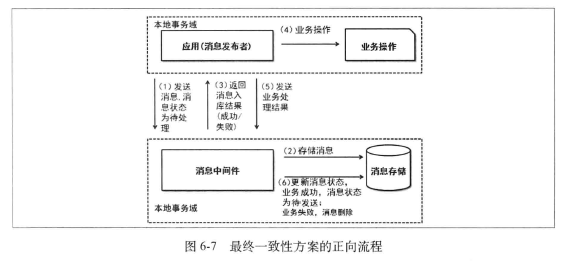 本地事务域
应用(消息发布者)
(4)业务操作
业务操作
(1)发送
消息,消
息状态
为待处
理
(3)返回
消息入
库结果
(成功/
失败)
(5)发送
业务处
理结果
消息中间件
(2)存储消息
消息存储
(6)更新消息状态,
业务成功,消息状态
为待发送;
业务失败,消息删除
本地事务域
图 6-7 最终一致性方案的正向流程